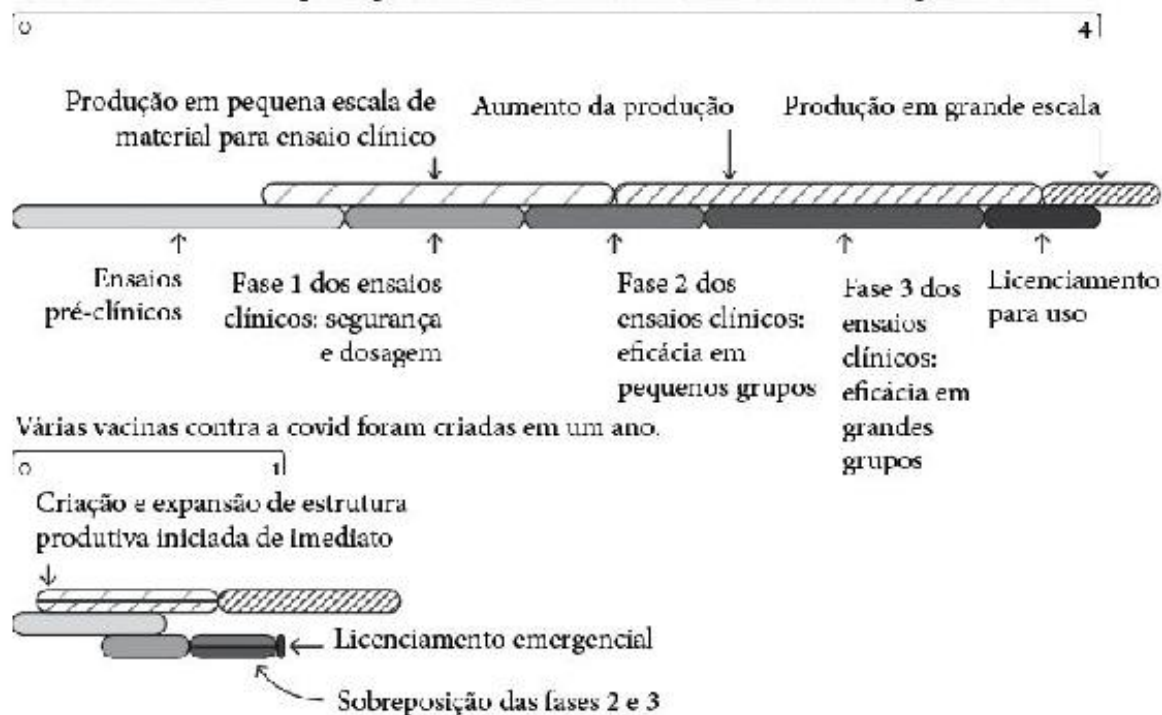 0
4
Produção em pequena escala de
material para ensaio clínico
Aumento da produção
Produção em grande escala
Ensaios
pré-clínicos
Fase 1 dos ensaios
clínicos: segurança
e dosagem
Fase 2 dos
ensaios clínicos:
eficácia em
pequenos grupos
Fase 3 dos
ensaios
clínicos:
eficácia em
grandes
grupos
Licenciamento
para uso
Várias vacinas contra a covid foram criadas em um ano.
0
1
Criação e expansão de estrutura
produtiva iniciada de imediato
Licenciamento emergencial
Sobreposição das fases 2 e 3